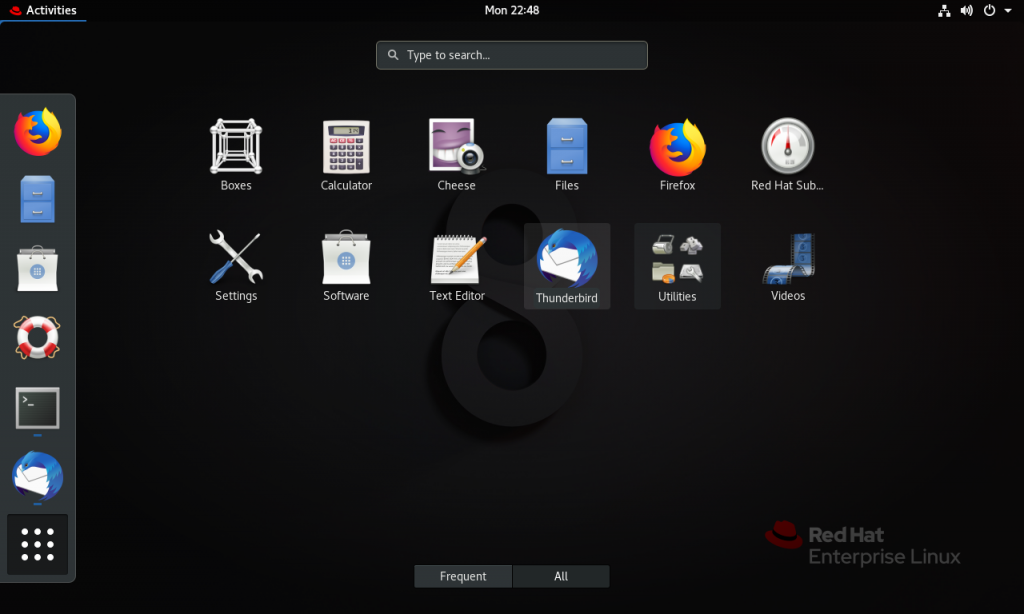 Activities
Mon 22:48
Type to search...
Boxes
Calculator
Cheese
Files
Firefox
Red Hat Sub...
Settings
Software
Text Editor
Thunderbird
Utilities
Videos
Red Hat
Enterprise Linux
Frequent
All
>_
8